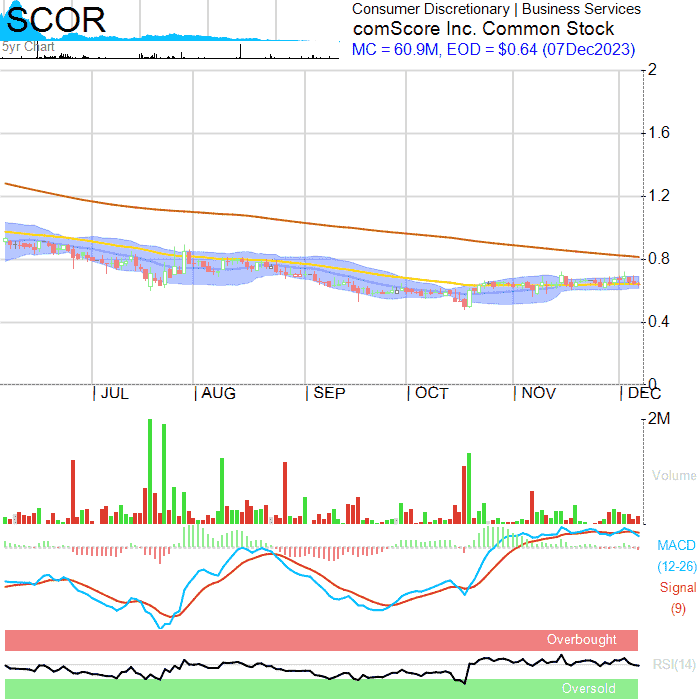 SCOR
5yr Chart
Consumer Discretionary | Business Services
comScore Inc. Common Stock
MC = 60.9M, EOD = $0.64 (07Dec2023)
2
1.6
1.2
0.8
0.4
0
JUL AUG SEP OCT NOV DEC
2M
Volume
MACD
(12-26)
Signal
(9)
Overbought
RSI(14)
Oversold